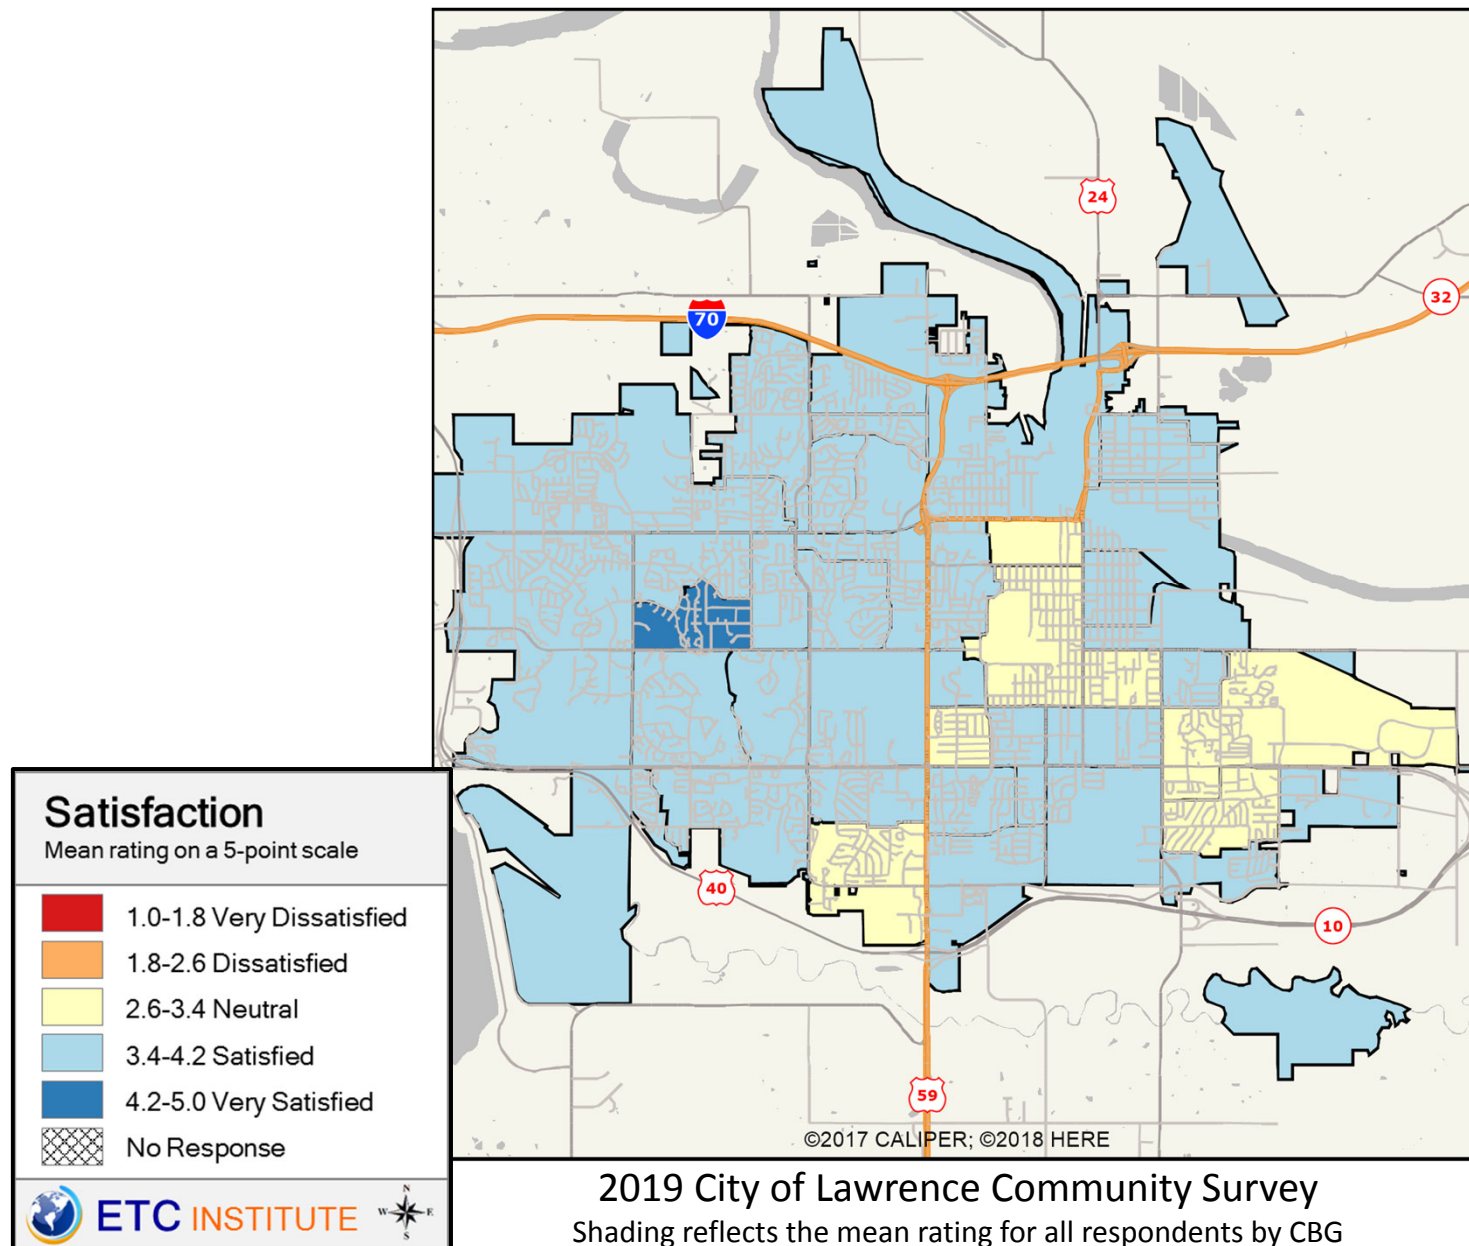 24
32
70
40
10
59
©2017 CALIPER; ©2018 HERE
Satisfaction
Mean rating on a 5-point scale
1.0-1.8 Very Dissatisfied
1.8-2.6 Dissatisfied
2.6-3.4 Neutral
3.4-4.2 Satisfied
4.2-5.0 Very Satisfied
No Response
ETC INSTITUTE
N
W E
S
2019 City of Lawrence Community Survey
Shading reflects the mean rating for all respondents by CBG